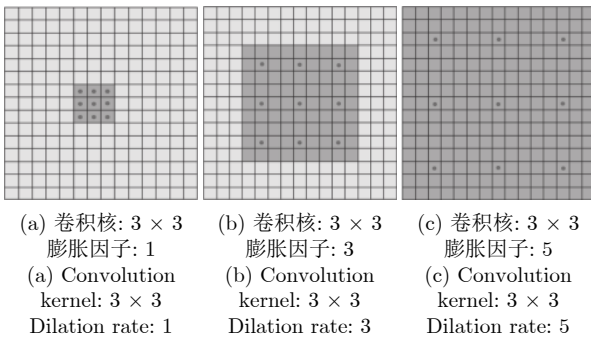 (a) 卷积核: 3 × 3
膨胀因子: 1
(a) Convolution
kernel: 3 × 3
Dilation rate: 1
(b) 卷积核: 3 × 3
膨胀因子: 3
(b) Convolution
kernel: 3 × 3
Dilation rate: 3
(c) 卷积核: 3 × 3
膨胀因子: 5
(c) Convolution
kernel: 3 × 3
Dilation rate: 5